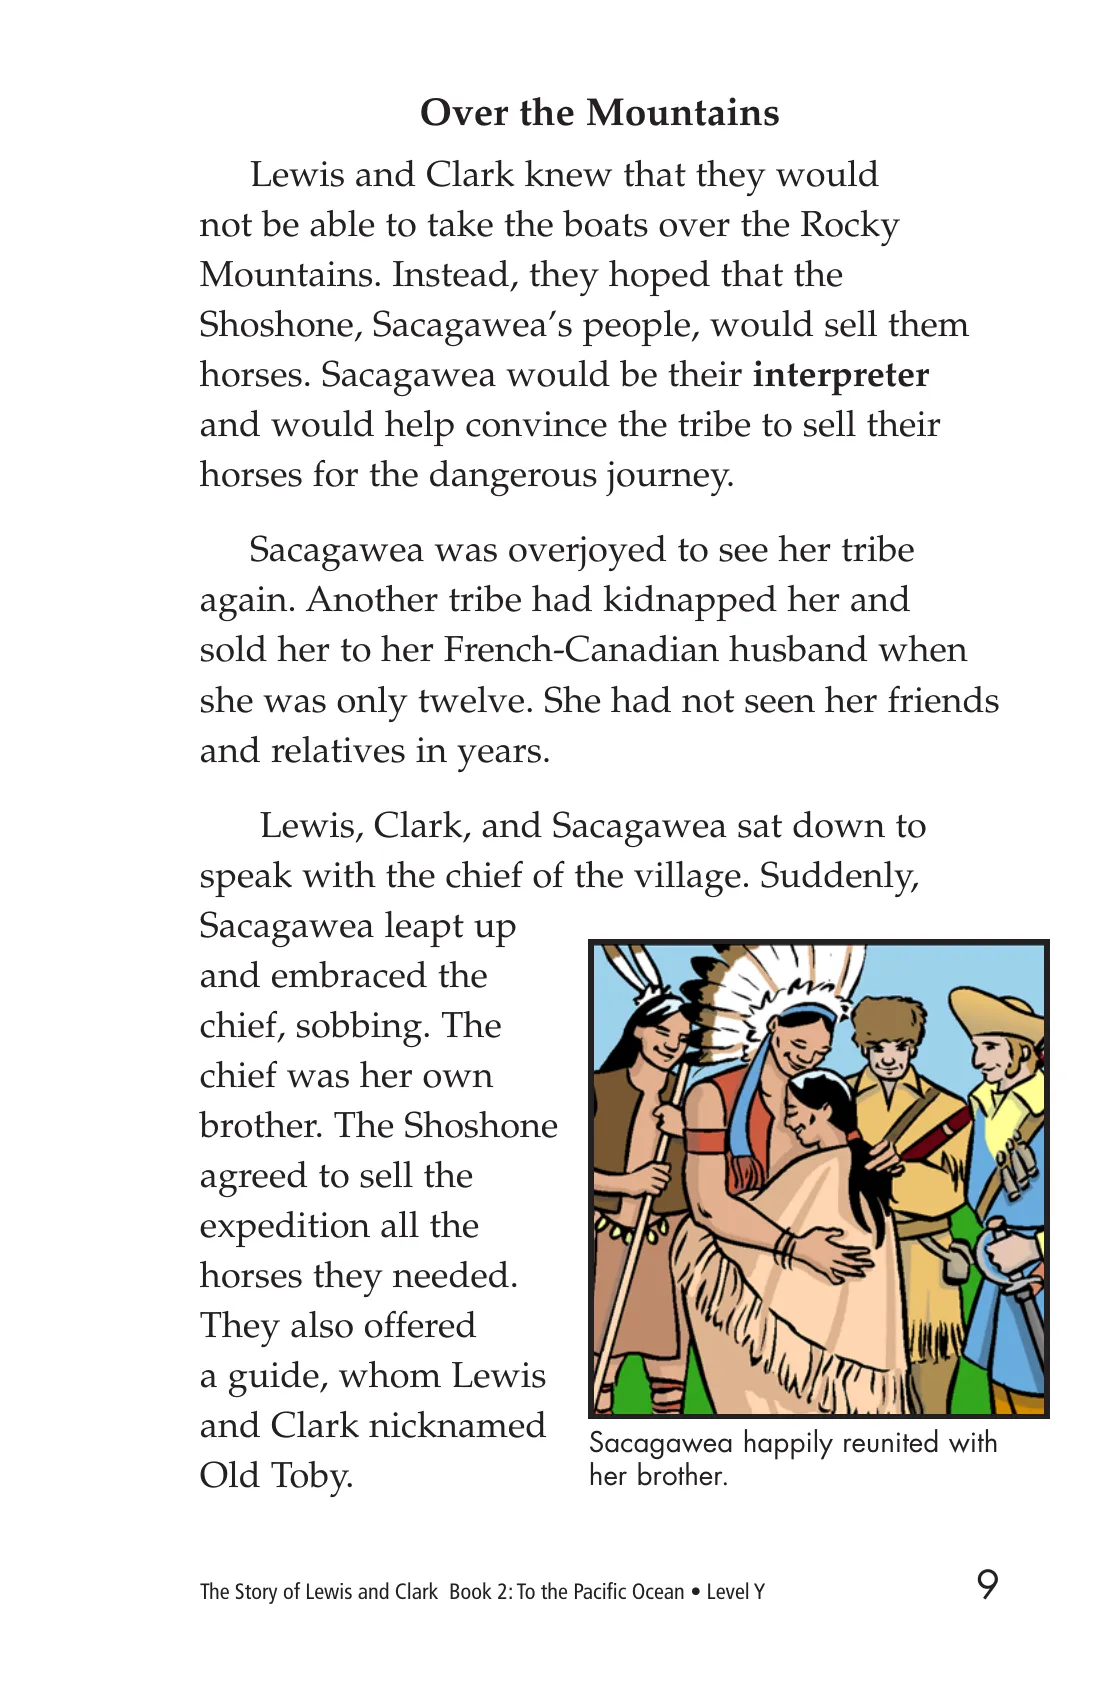 Over the Mountains
Lewis and Clark knew that they would
not be able to take the boats over the Rocky
Mountains. Instead, they hoped that the
Shoshone, Sacagawea’s people, would sell them
horses. Sacagawea would be their interpreter
and would help convince the tribe to sell their
horses for the dangerous journey.
Sacagawea was overjoyed to see her tribe
again. Another tribe had kidnapped her and
sold her to her French-Canadian husband when
she was only twelve. She had not seen her friends
and relatives in years.
Lewis, Clark, and Sacagawea sat down to
speak with the chief of the village. Suddenly,
Sacagawea leapt up
and embraced the
chief, sobbing. The
chief was her own
brother. The Shoshone
agreed to sell the
expedition all the
horses they needed.
They also offered
a guide, whom Lewis
and Clark nicknamed
Old Toby.
Sacagawea happily reunited with
her brother.
The Story of Lewis and Clark Book 2: To the Pacific Ocean • Level Y 9